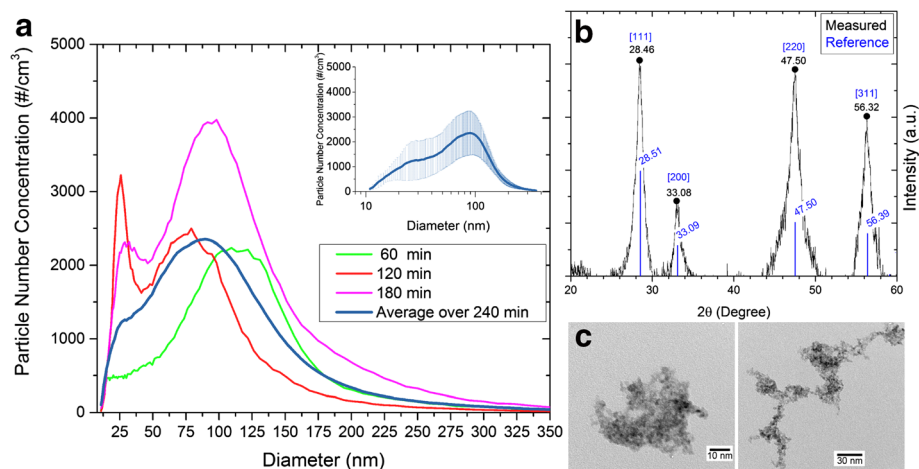 a
5000
4000
3000
2000
1000
0
Particle Number Concentration (#/cm³)
25 50 75 100 125 150 175 200 225 250 275 300 325 350
Diameter (nm)
5000
4000
3000
2000
1000
0
Particle Number Concentration (#/cm³)
10 100
Diameter (nm)
60 min
120 min
180 min
Average over 240 min
b
Measured
Reference
[111]
28.46
28.51
[200]
33.08
33.09
[220]
47.50
47.50
[311]
56.32
56.39
Intensity (a.u.)
20 30 40 50 60
2θ (Degree)
c
10 nm
30 nm